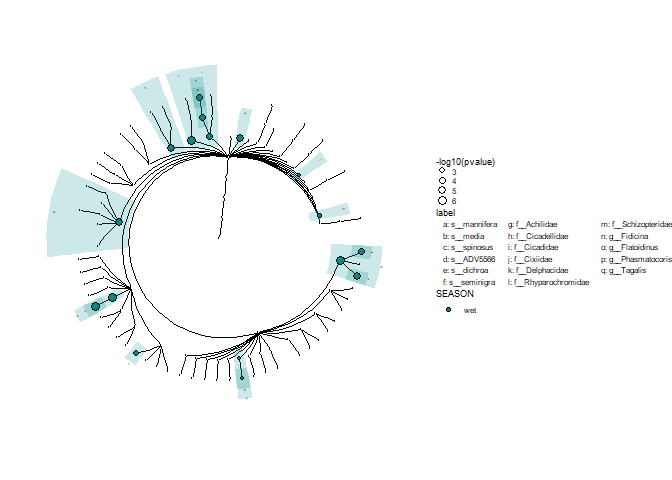 -log10(pvalue)
3
4
5
6
label
a: s__mannifera g: f__Achilidae m: f__Schizopteridae
b: s__media h: f__Cicadellidae n: g__Fidicina
c: s__spinosus i: f__Cicadidae o: g__Flatoidinus
d: s__ADV5566 j: f__Cixiidae p: g__Phasmatocoris
e: s__dichroa k: f__Delphacidae q: g__Tagalis
f: s__seminigra l: f__Rhyparochromidae
SEASON
wet